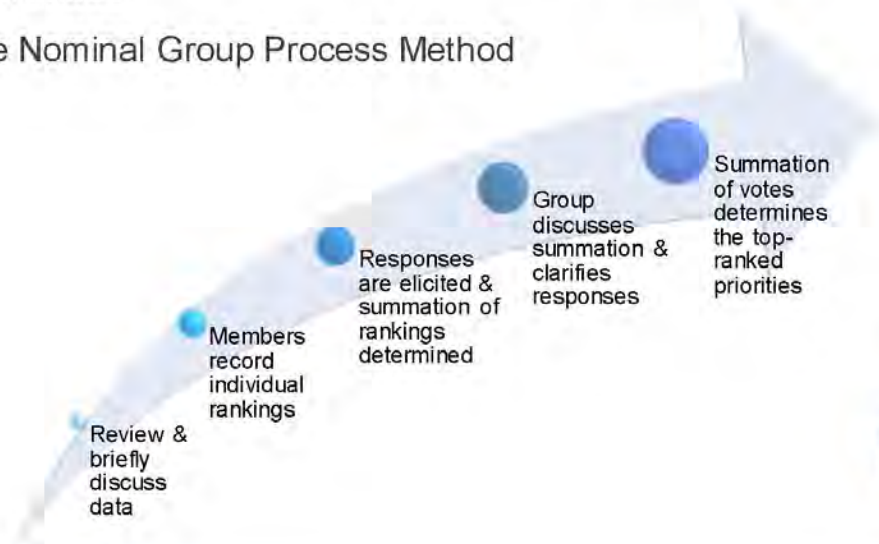 e Nominal Group Process Method
Review &
briefly
discuss
data
Members
record
individual
rankings
Responses
are elicited &
summation of
rankings
determined
Group
discusses
summation &
clarifies
responses
Summation
of votes
determines
the top-
ranked
priorities